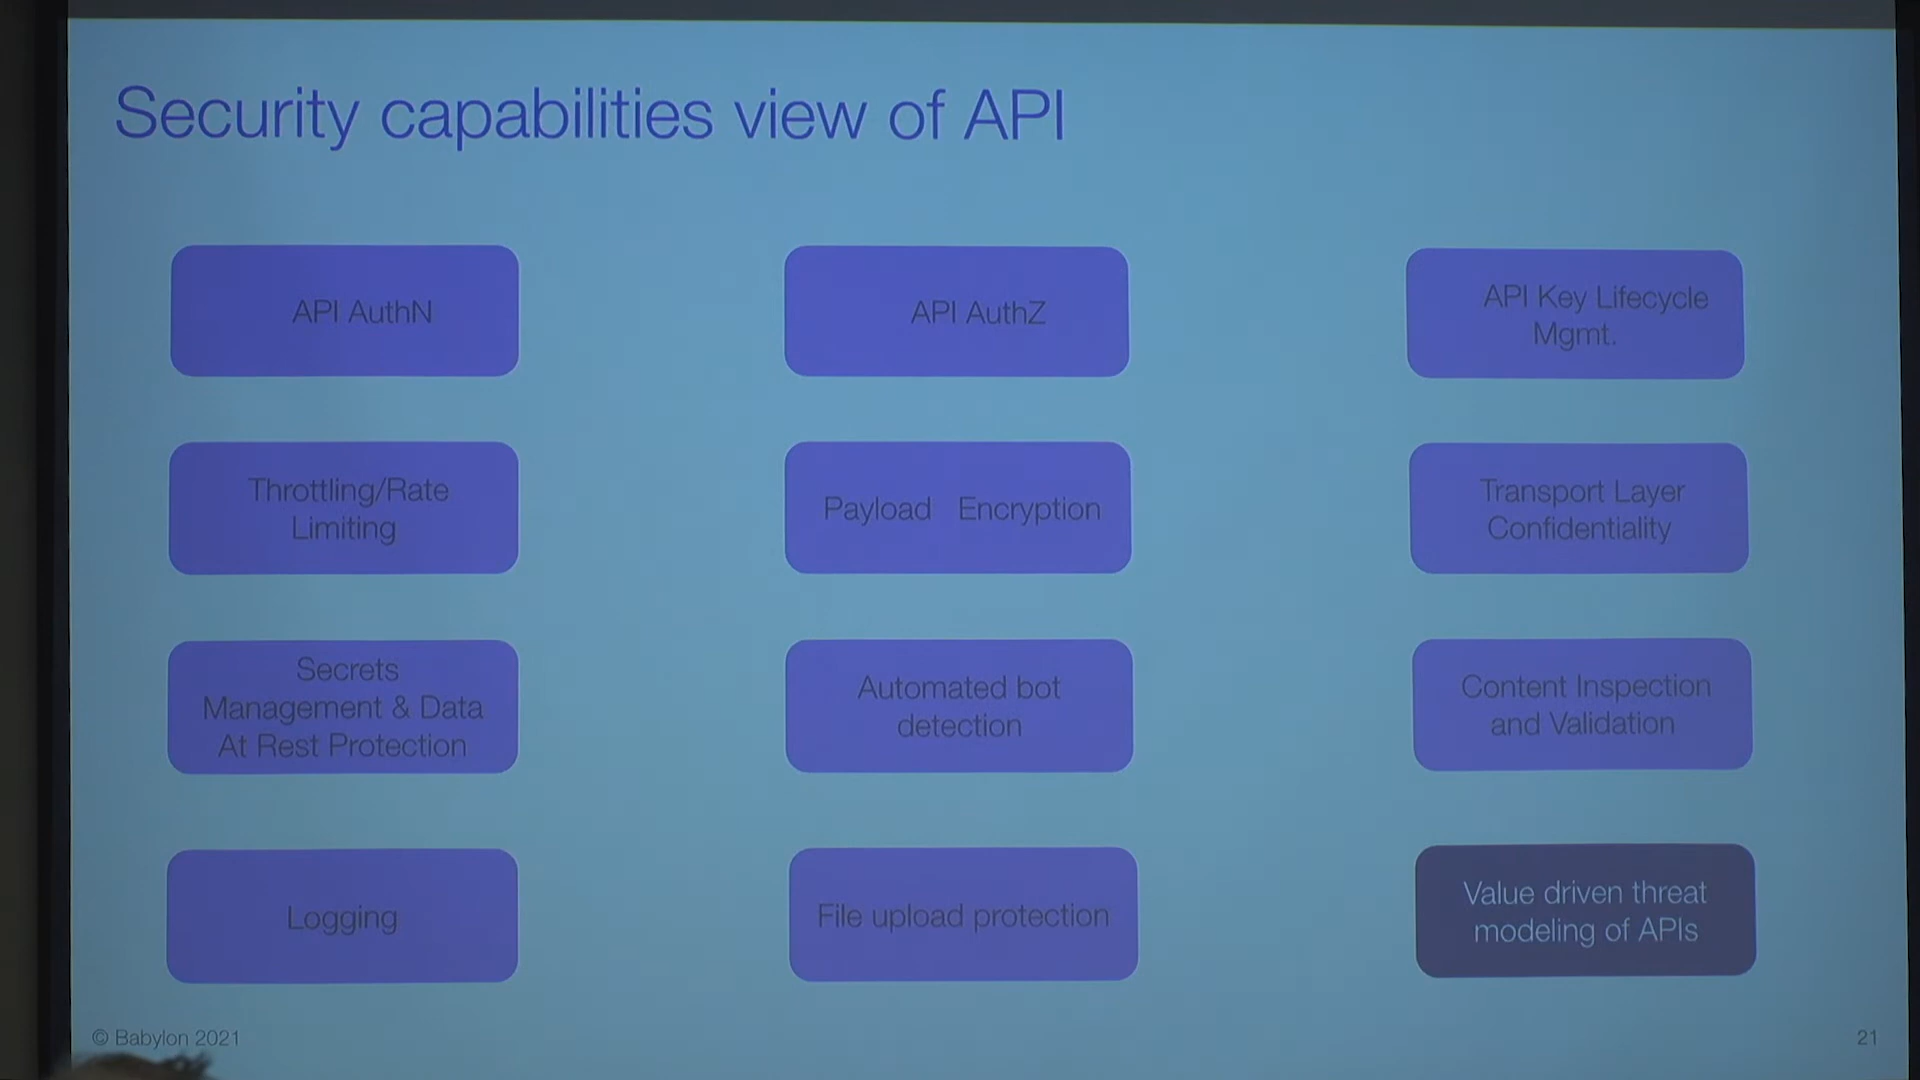 Security capabilities view of API
API AuthN
API AuthZ
API Key Lifecycle
Mgmt.
Throttling/Rate
Limiting
Payload Encryption
Transport Layer
Confidentiality
Secrets
Management & Data
At Rest Protection
Automated bot
detection
Content Inspection
and Validation
Logging
File upload protection
Value driven threat
modeling of APIs
© Babylon 2021
21